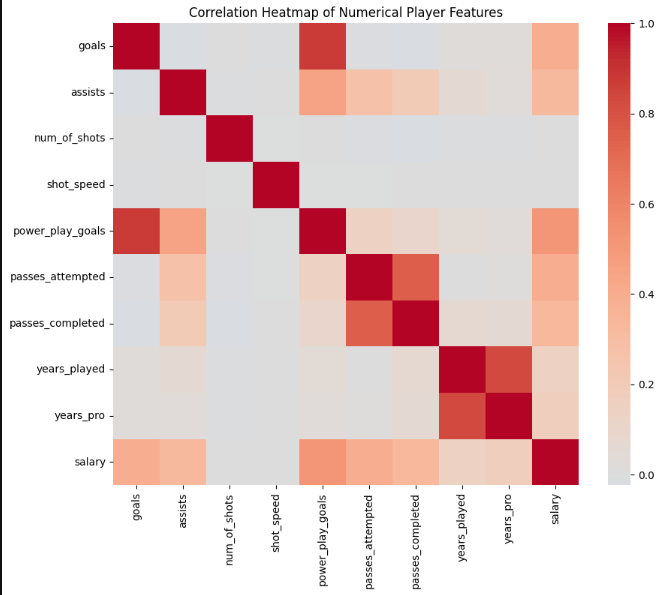 Correlation Heatmap of Numerical Player Features
goals
assists
num_of_shots
shot_speed
power_play_goals
passes_attempted
passes_completed
years_played
years_pro
salary
goals
assists
num_of_shots
shot_speed
power_play_goals
passes_attempted
passes_completed
years_played
years_pro
salary
1.0
0.8
0.6
0.4
0.2
0.0